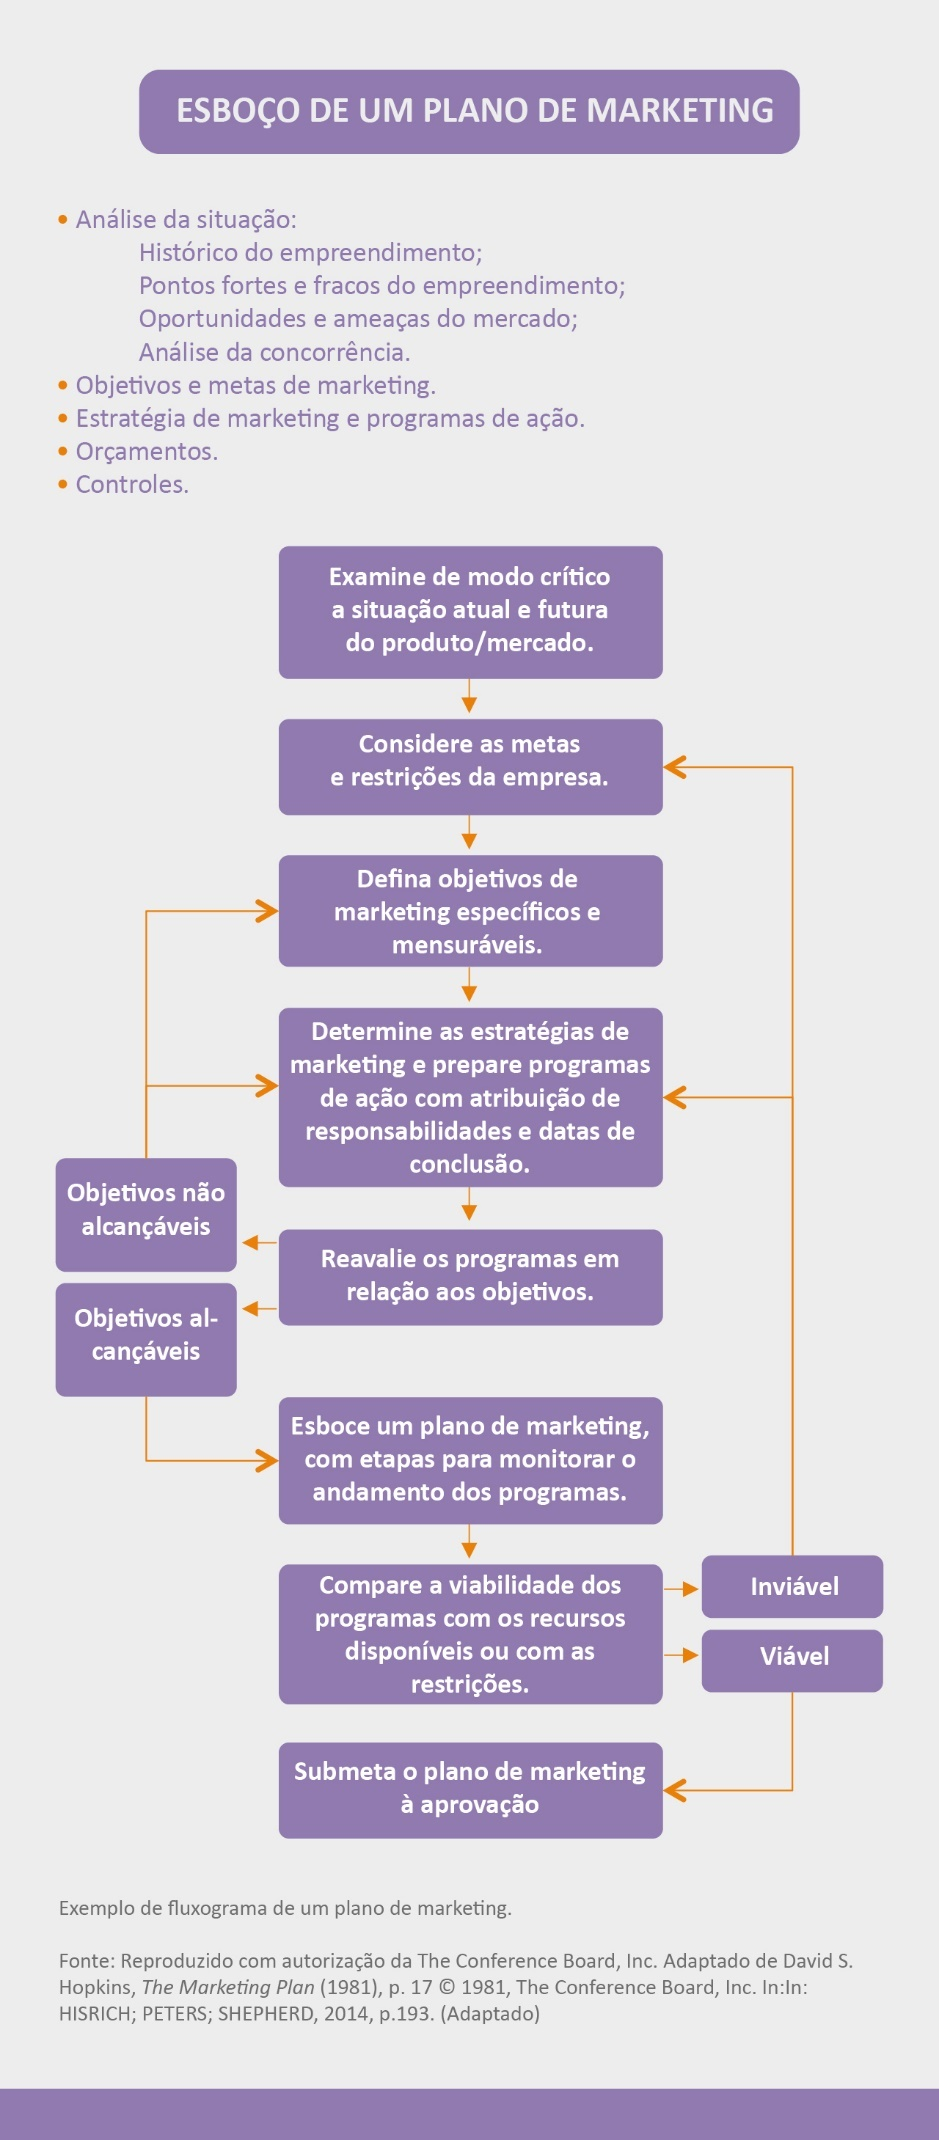 ESBOÇO DE UM PLANO DE MARKETING
• Análise da situação:
Histórico do empreendimento;
Pontos fortes e fracos do empreendimento;
Oportunidades e ameaças do mercado;
Análise da concorrência.
• Objetivos e metas de marketing.
• Estratégia de marketing e programas de ação.
• Orçamentos.
• Controles.
Examine de modo crítico
a situação atual e futura
do produto/mercado.
Considere as metas
e restrições da empresa.
Defina objetivos de
marketing específicos e
mensuráveis.
Determine as estratégias de
marketing e prepare programas
de ação com atribuição de
responsabilidades e datas de
conclusão.
Objetivos não
alcançáveis
Reavalie os programas em
relação aos objetivos.
Objetivos al-
cançáveis
Esboce um plano de marketing,
com etapas para monitorar o
andamento dos programas.
Compare a viabilidade dos
programas com os recursos
disponíveis ou com as
restrições.
Inviável
Viável
Submeta o plano de marketing
à aprovação
Exemplo de fluxograma de um plano de marketing.
Fonte: Reproduzido com autorização da The Conference Board, Inc. Adaptado de David S.
Hopkins, The Marketing Plan (1981), p. 17 © 1981, The Conference Board, Inc. In:In:
HISRICH; PETERS; SHEPHERD, 2014, p.193. (Adaptado)